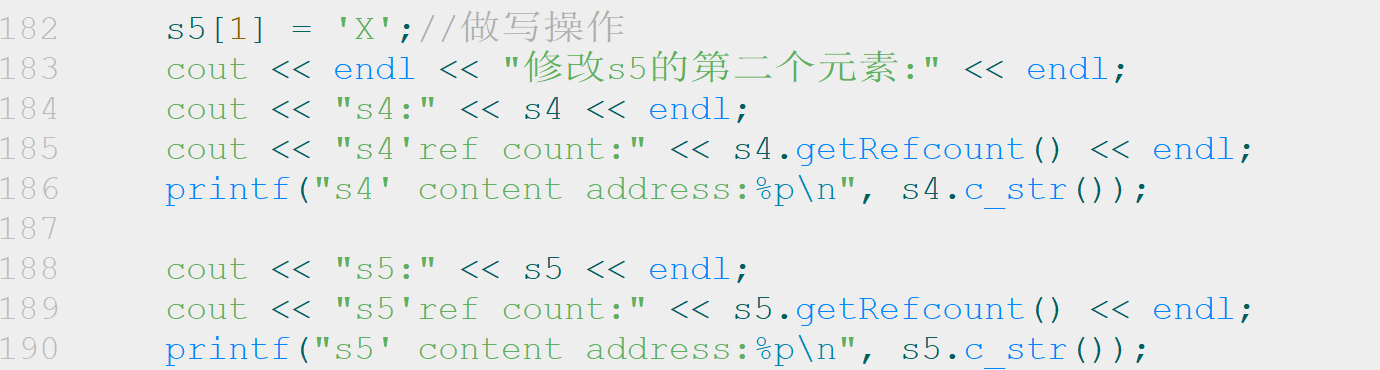 182     s5[1] = 'X';//做写操作
183     cout << endl << "修改s5的第二个元素:" << endl;
184     cout << "s4:" << s4 << endl;
185     cout << "s4'ref count:" << s4.getRefcount() << endl;
186     printf("s4' content address:%p\n", s4.c_str());
187
188     cout << "s5:" << s5 << endl;
189     cout << "s5'ref count:" << s5.getRefcount() << endl;
190     printf("s5' content address:%p\n", s5.c_str());